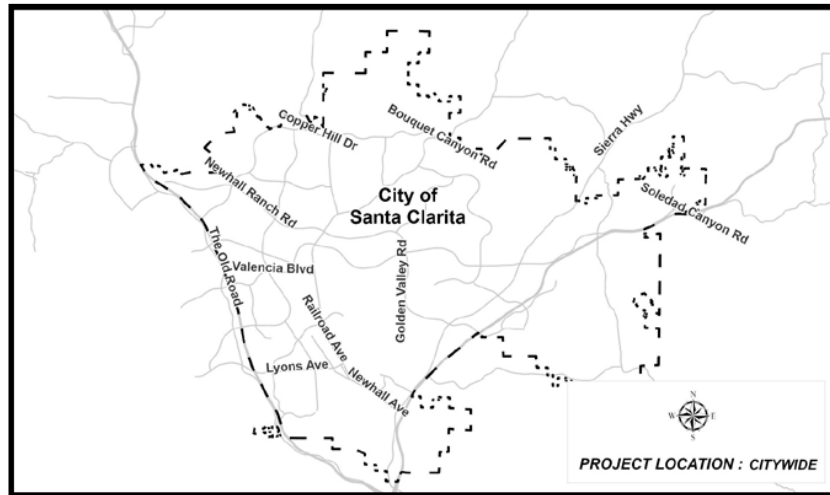 Copper Hill Dr
Bouquet Canyon Rd
Sierra Hwy
Newhall Ranch Rd
City of
Santa Clarita
Soledad Canyon Rd
The Old Road
Valencia Blvd
Golden Valley Rd
Railroad Ave
Lyons Ave
Newhall Ave
N
W
E
S
PROJECT LOCATION : CITYWIDE